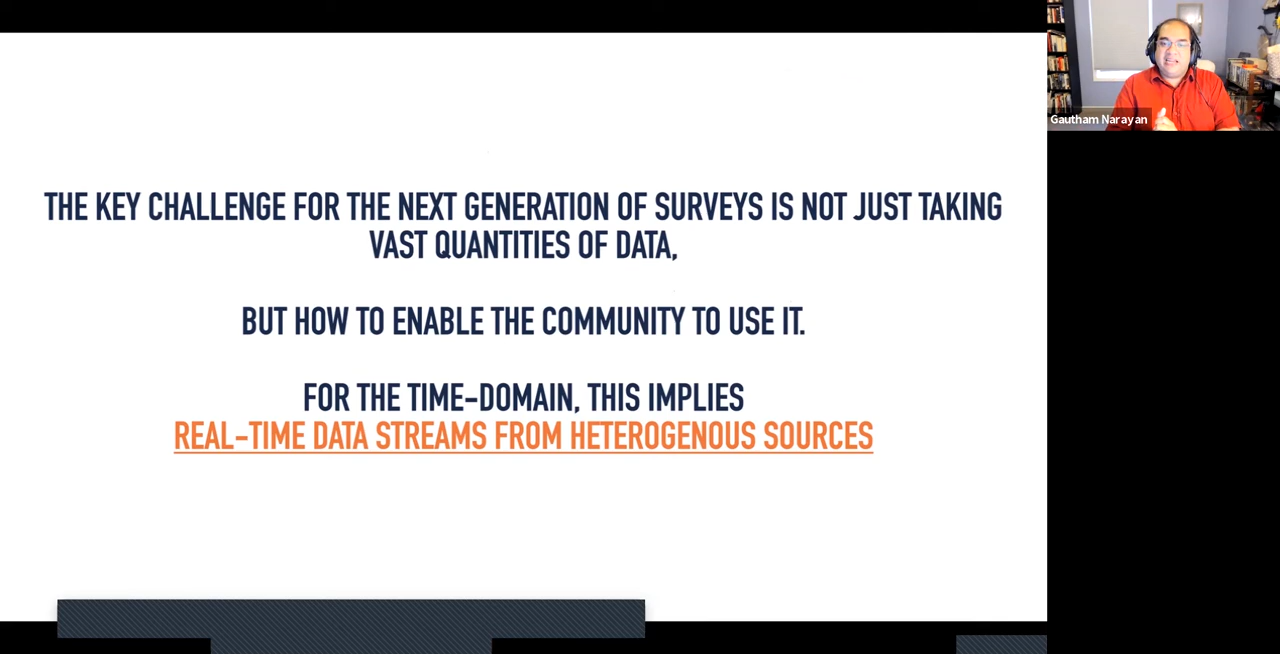 THE KEY CHALLENGE FOR THE NEXT GENERATION OF SURVEYS IS NOT JUST TAKING
VAST QUANTITIES OF DATA,
BUT HOW TO ENABLE THE COMMUNITY TO USE IT.
FOR THE TIME-DOMAIN, THIS IMPLIES
REAL-TIME DATA STREAMS FROM HETEROGENOUS SOURCES
Gautham Narayan